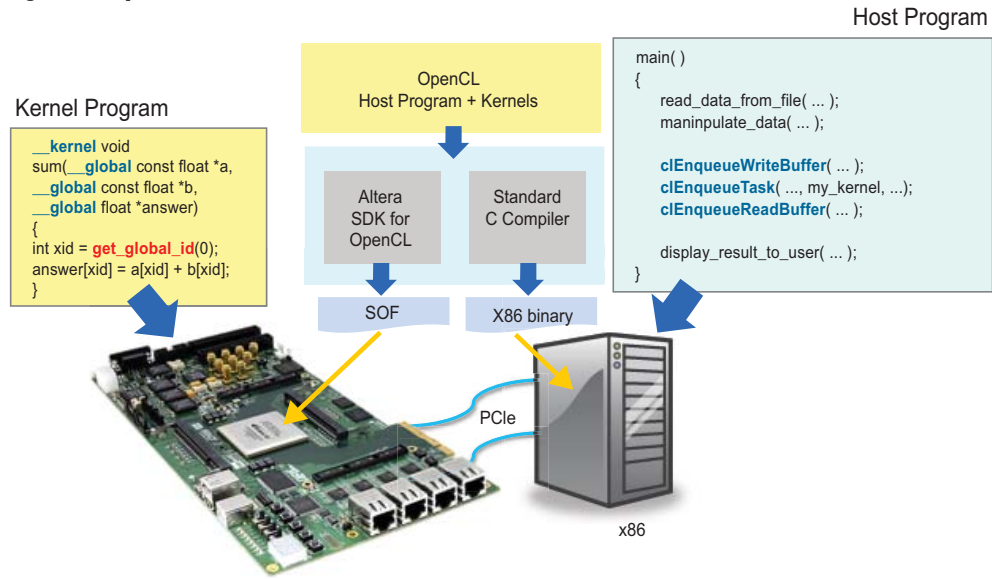 Host Program
OpenCL
Host Program + Kernels
Kernel Program
__kernel void
sum(__global const float *a,
__global const float *b,
__global float *answer)
{
int xid = get_global_id(0);
answer[xid] = a[xid] + b[xid];
}
Altera
SDK for
OpenCL
Standard
C Compiler
main( )
{
read_data_from_file( ... );
maninpulate_data( ... );
clEnqueueWriteBuffer( ... );
clEnqueueTask( ..., my_kernel, ...);
clEnqueueReadBuffer( ... );
display_result_to_user( ... );
}
SOF
X86 binary
PCIe
x86